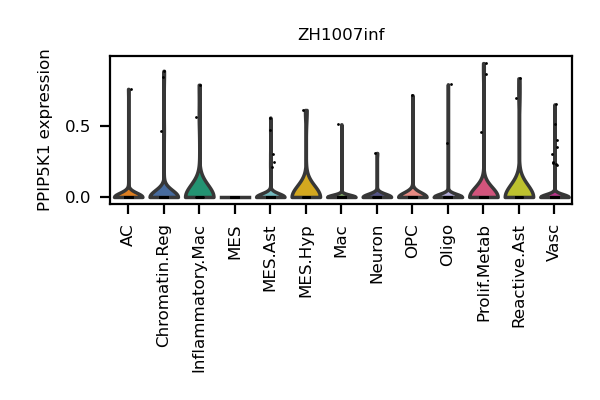 ZH1007inf
PPIP5K1 expression
0.5
0.0
AC
Chromatin.Reg
Inflammatory.Mac
MES
MES.Ast
MES.Hyp
Mac
Neuron
OPC
Oligo
Prolif.Metab
Reactive.Ast
Vasc